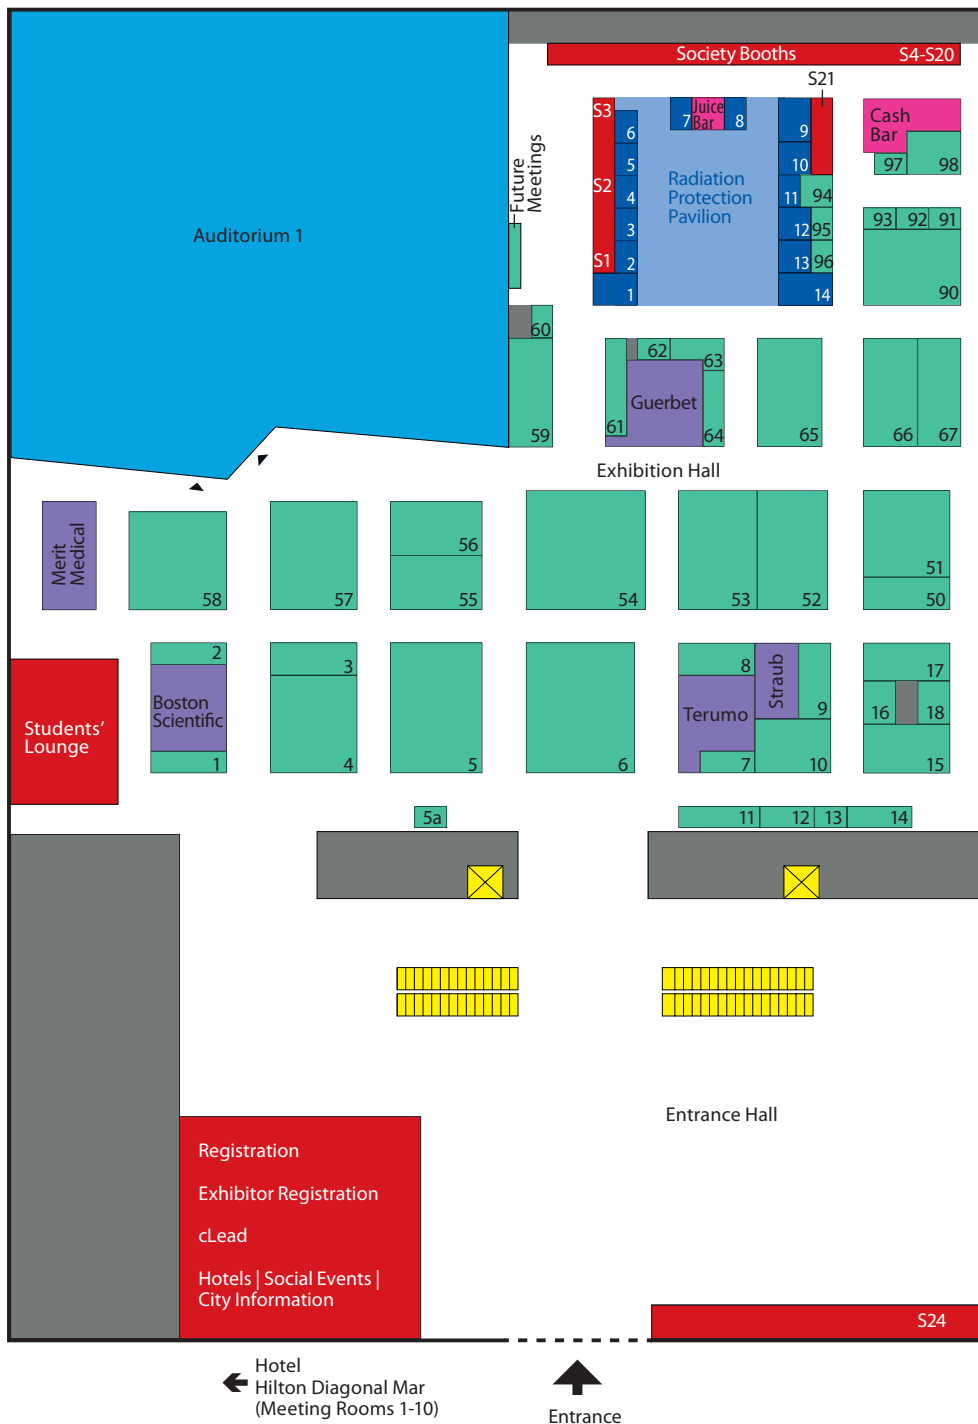 Society Booths
S4-S20
S21
S3
7
Juice
Bar
8
9
Cash
Bar
6
Future
Meetings
5
10
97
98
S2
4
Radiation
Protection
Pavilion
11
94
Auditorium 1
3
12
95
93
92
91
S1
2
13
96
1
14
90
60
62
63
Guerbet
61
64
59
65
66
67
Exhibition Hall
Merit
Medical
58
57
56
55
54
53
52
51
50
2
3
8
Straub
17
Boston
Scientific
Terumo
9
16
18
Students'
Lounge
1
4
5
6
7
10
15
5a
11
12
13
14
Entrance Hall
Registration
Exhibitor Registration
cLead
Hotels | Social Events |
City Information
S24
Hotel
Hilton Diagonal Mar
(Meeting Rooms 1-10)
Entrance